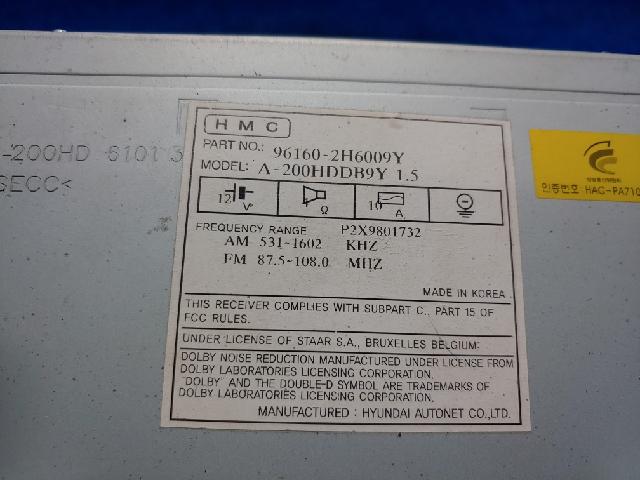 HMC
PART NO.: 96160-2H6009Y
MODEL: A-200HDDB9Y 1.5
12 V Ω 10 A
FREQUENCY RANGE P2X9801732
AM 531~1602 KHZ
FM 87.5~108.0 MHZ
MADE IN KOREA
THIS RECEIVER COMPLIES WITH SUBPART C., PART 15 OF
FCC RULES.
UNDER LICENSE OF STAAR S.A., BRUXELLES BELGIUM:
DOLBY NOISE REDUCTION MANUFACTURED UNDER LICENSE FROM
DOLBY LABORATORIES LICENSING CORPORATION.
"DOLBY" AND THE DOUBLE-D SYMBOL ARE TRADEMARKS OF
DOLBY LABORATORIES LICENSING CORPORATION.
MANUFACTURED : HYUNDAI AUTONET CO.,LTD.
-200HD 6101 3
SECC<
인증번호 HAC-PA710